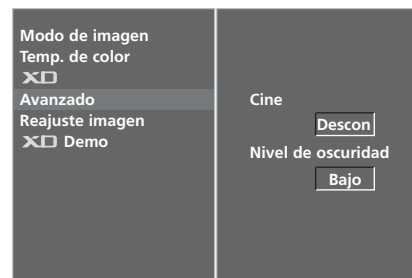 Modo de imagen
Temp. de color
XD
Avanzado
Reajuste imagen
XD Demo
Cine
Descon
Nivel de oscuridad
Bajo